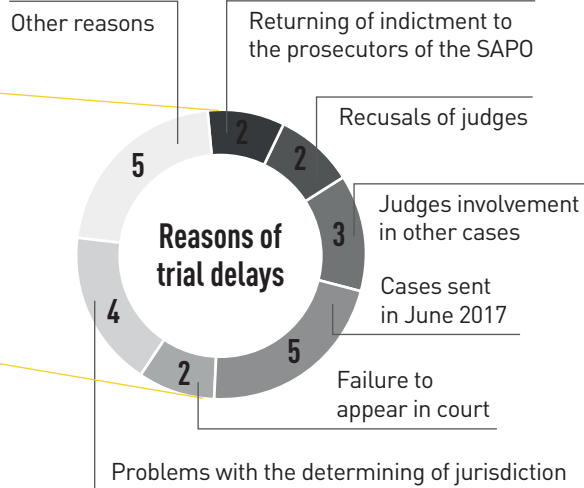 Other reasons
Returning of indictment to
the prosecutors of the SAPO
2
2
Recusals of judges
5
Reasons of
trial delays
3
Judges involvement
in other cases
Cases sent
in June 2017
4
5
2
Failure to
appear in court
Problems with the determining of jurisdiction